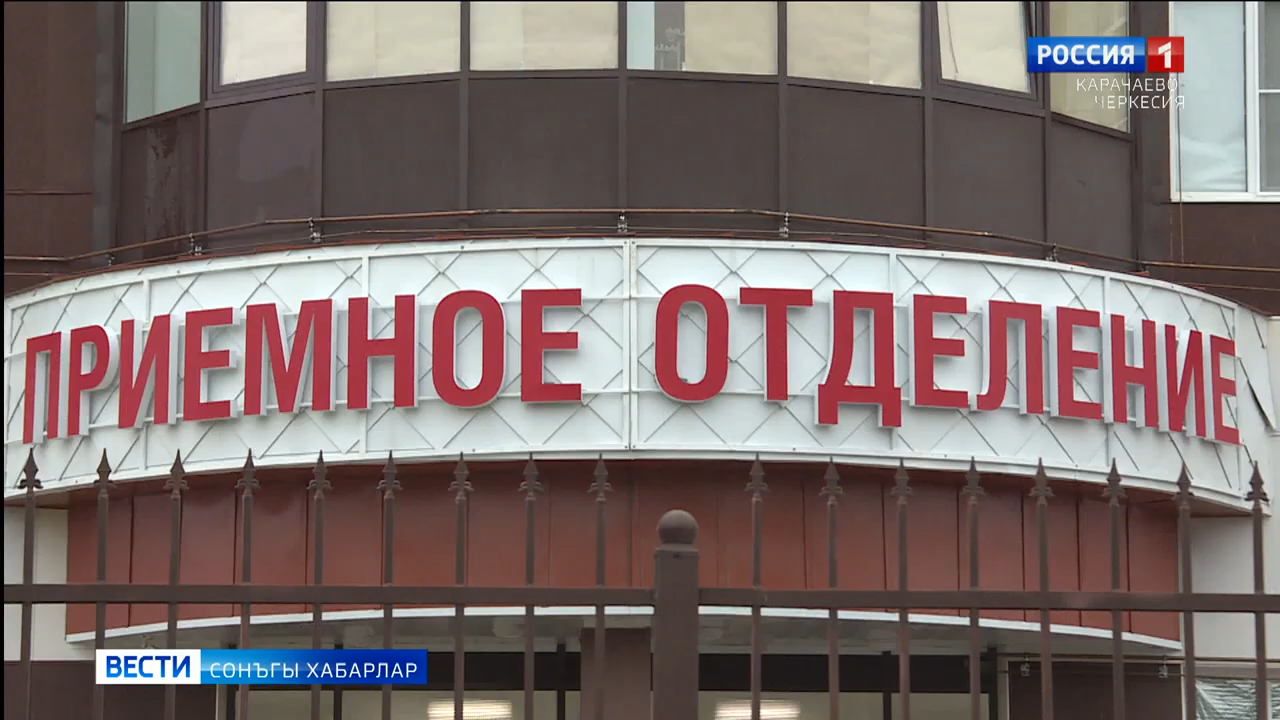 РОССИЯ 1
КАРАЧАЕВО-
ЧЕРКЕСИЯ
ПРИЕМНОЕ ОТДЕЛЕНИЕ
ВЕСТИ СОНЪГЫ ХАБАРЛАР